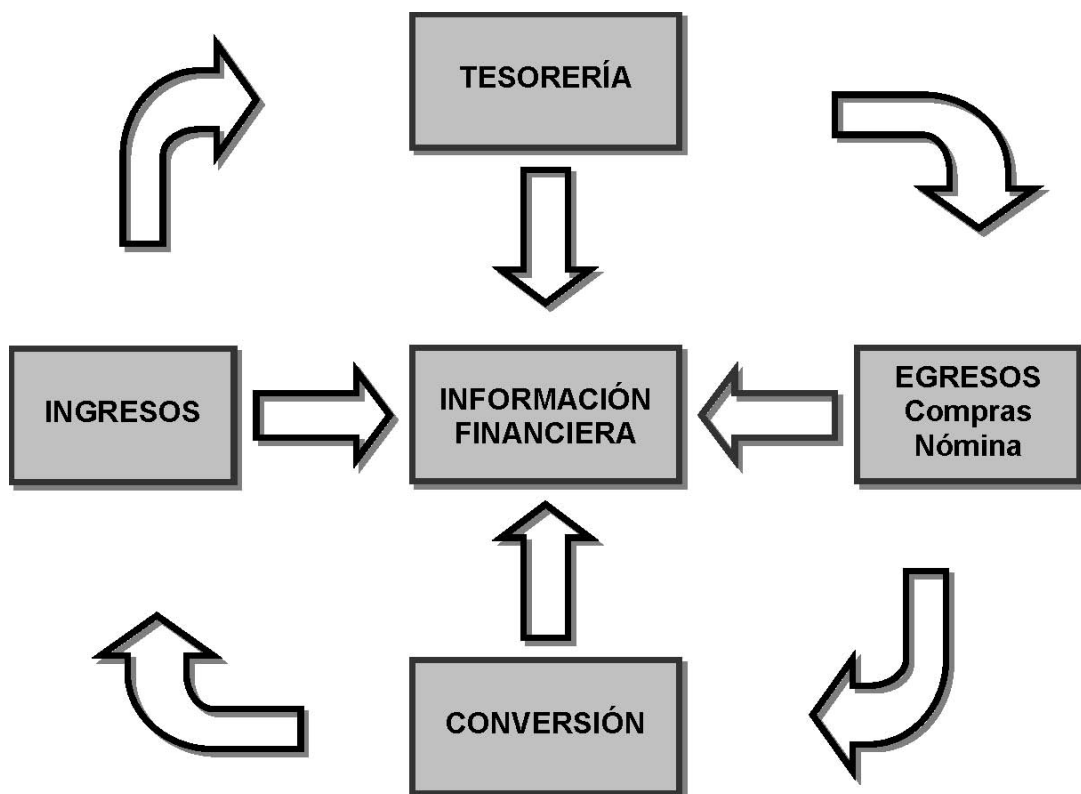 TESORERÍA
INGRESOS
INFORMACIÓN
FINANCIERA
EGRESOS
Compras
Nómina
CONVERSIÓN